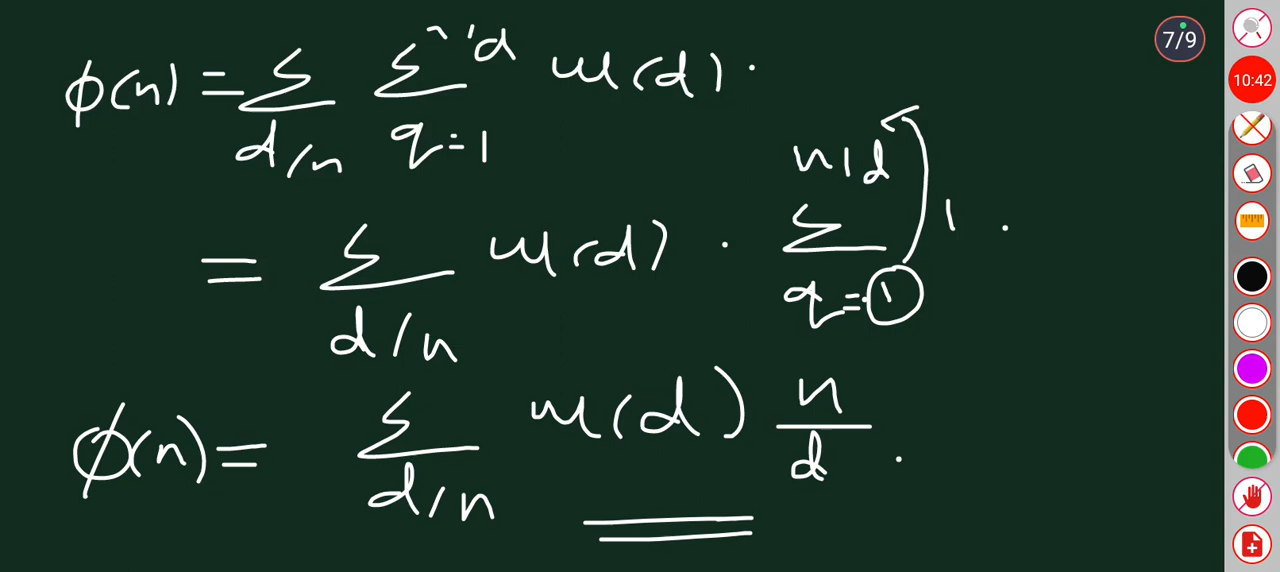 ϕ(n) = Σ_{d/n} Σ_{q=1}^{n/d} μ(d).
= Σ_{d/n} μ(d) · Σ_{q=1}^{n/d} 1 .
ϕ(n) = Σ_{d/n} μ(d) n/d .
7/9
10:42